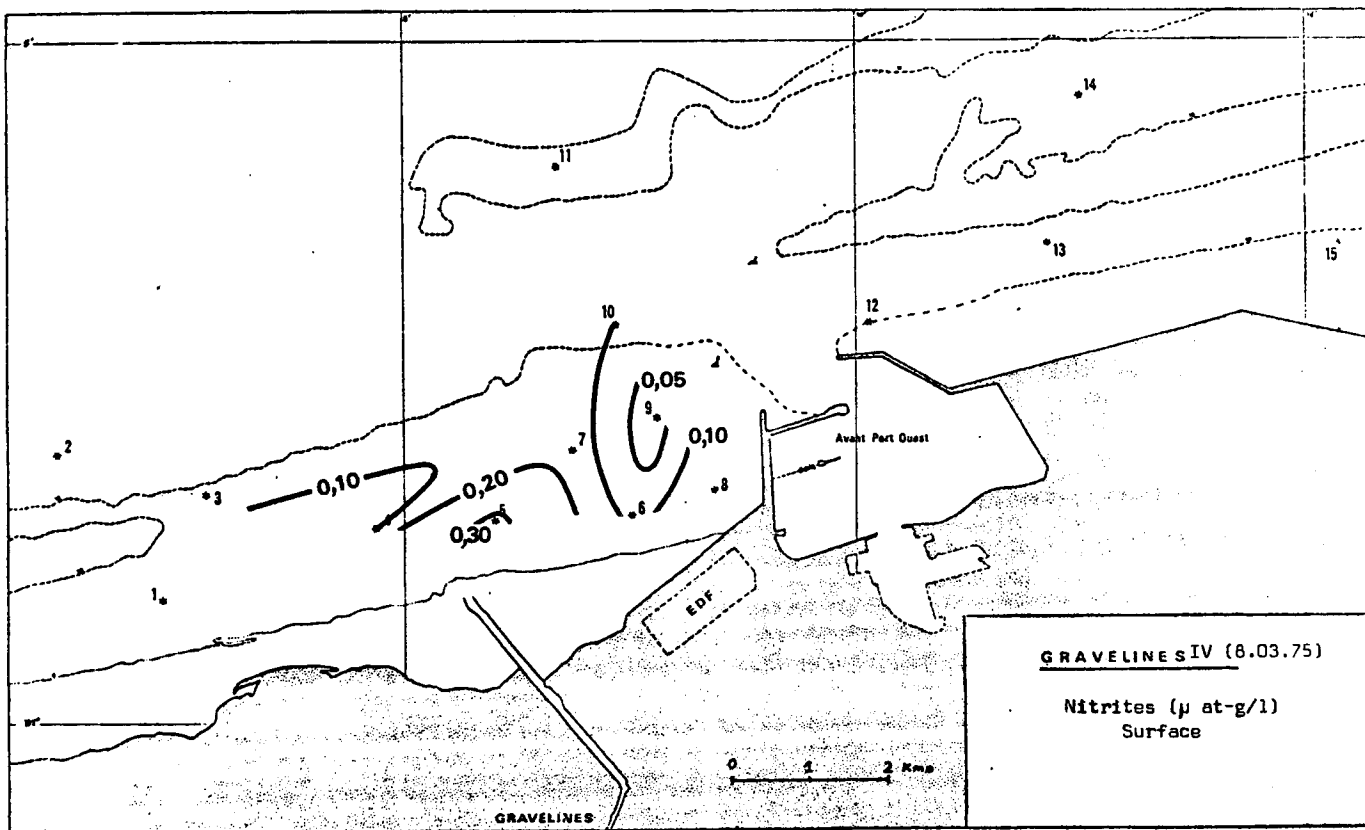 14
11
13
15
12
10
0,05
9
0,10
Avant Port Ouest
2
7
3
0,10
0,20
8
6
5
0,30
1
EDF
GRAVELINES IV (8.03.75)
Nitrites (µ at-g/l)
Surface
0 1 2 Kms
GRAVELINES